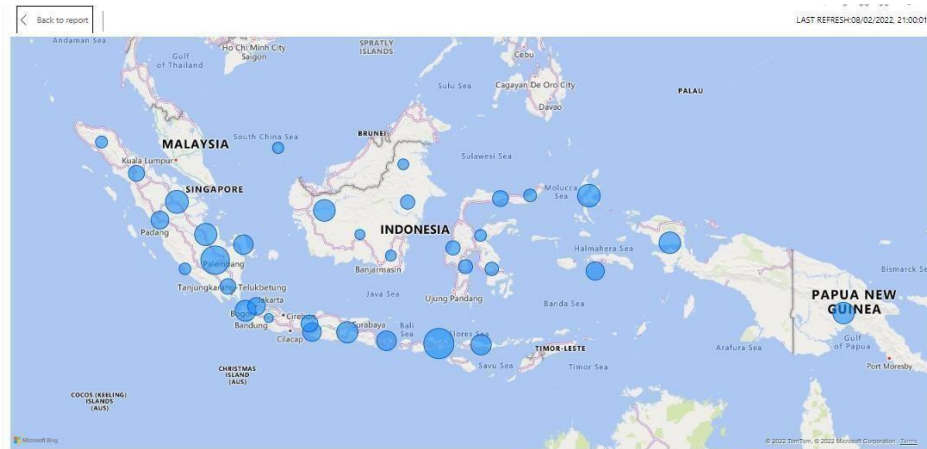 Back to report
LAST REFRESH:08/02/2022, 21:00:01
Andaman Sea
Gulf
of Thailand
Ho Chi Minh City
Saigon
SPRATLY
ISLANDS
Cebu
Sulu Sea
Cagayan De Oro City
Davao
PALAU
MALAYSIA
South China Sea
BRUNEI
Sulawesi Sea
Kuala Lumpur
SINGAPORE
Molucca
Sea
Padang
INDONESIA
Halmahera Sea
Palembang
Banjarmasin
Bismarck Se
Tanjungkarang-Telukbetung
Java Sea
Ujung Pandang
Banda Sea
PAPUA NEW
GUINEA
Jakarta
Bogor
Cirebon
Bandung
Surabaya
Cilacap
Bali
Sea
Flores Sea
TIMOR-LESTE
Arafura Sea
Gulf
of Papua
Savu Sea
Timor Sea
Port Moresby
CHRISTMAS
ISLAND
(AUS)
COCOS (KEELING)
ISLANDS
(AUS)
Microsoft Bing
© 2022 TomTom, © 2022 Microsoft Corporation Terms